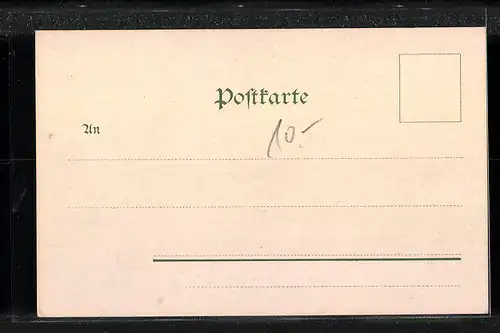 Postkarte
An
10.-